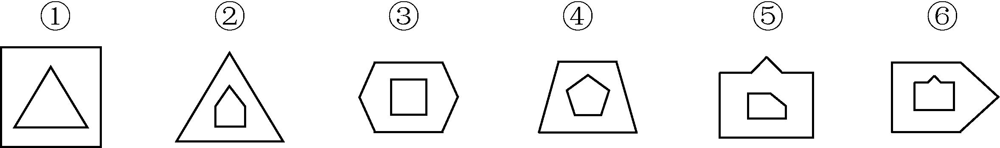 ① ② ③ ④ ⑤ ⑥